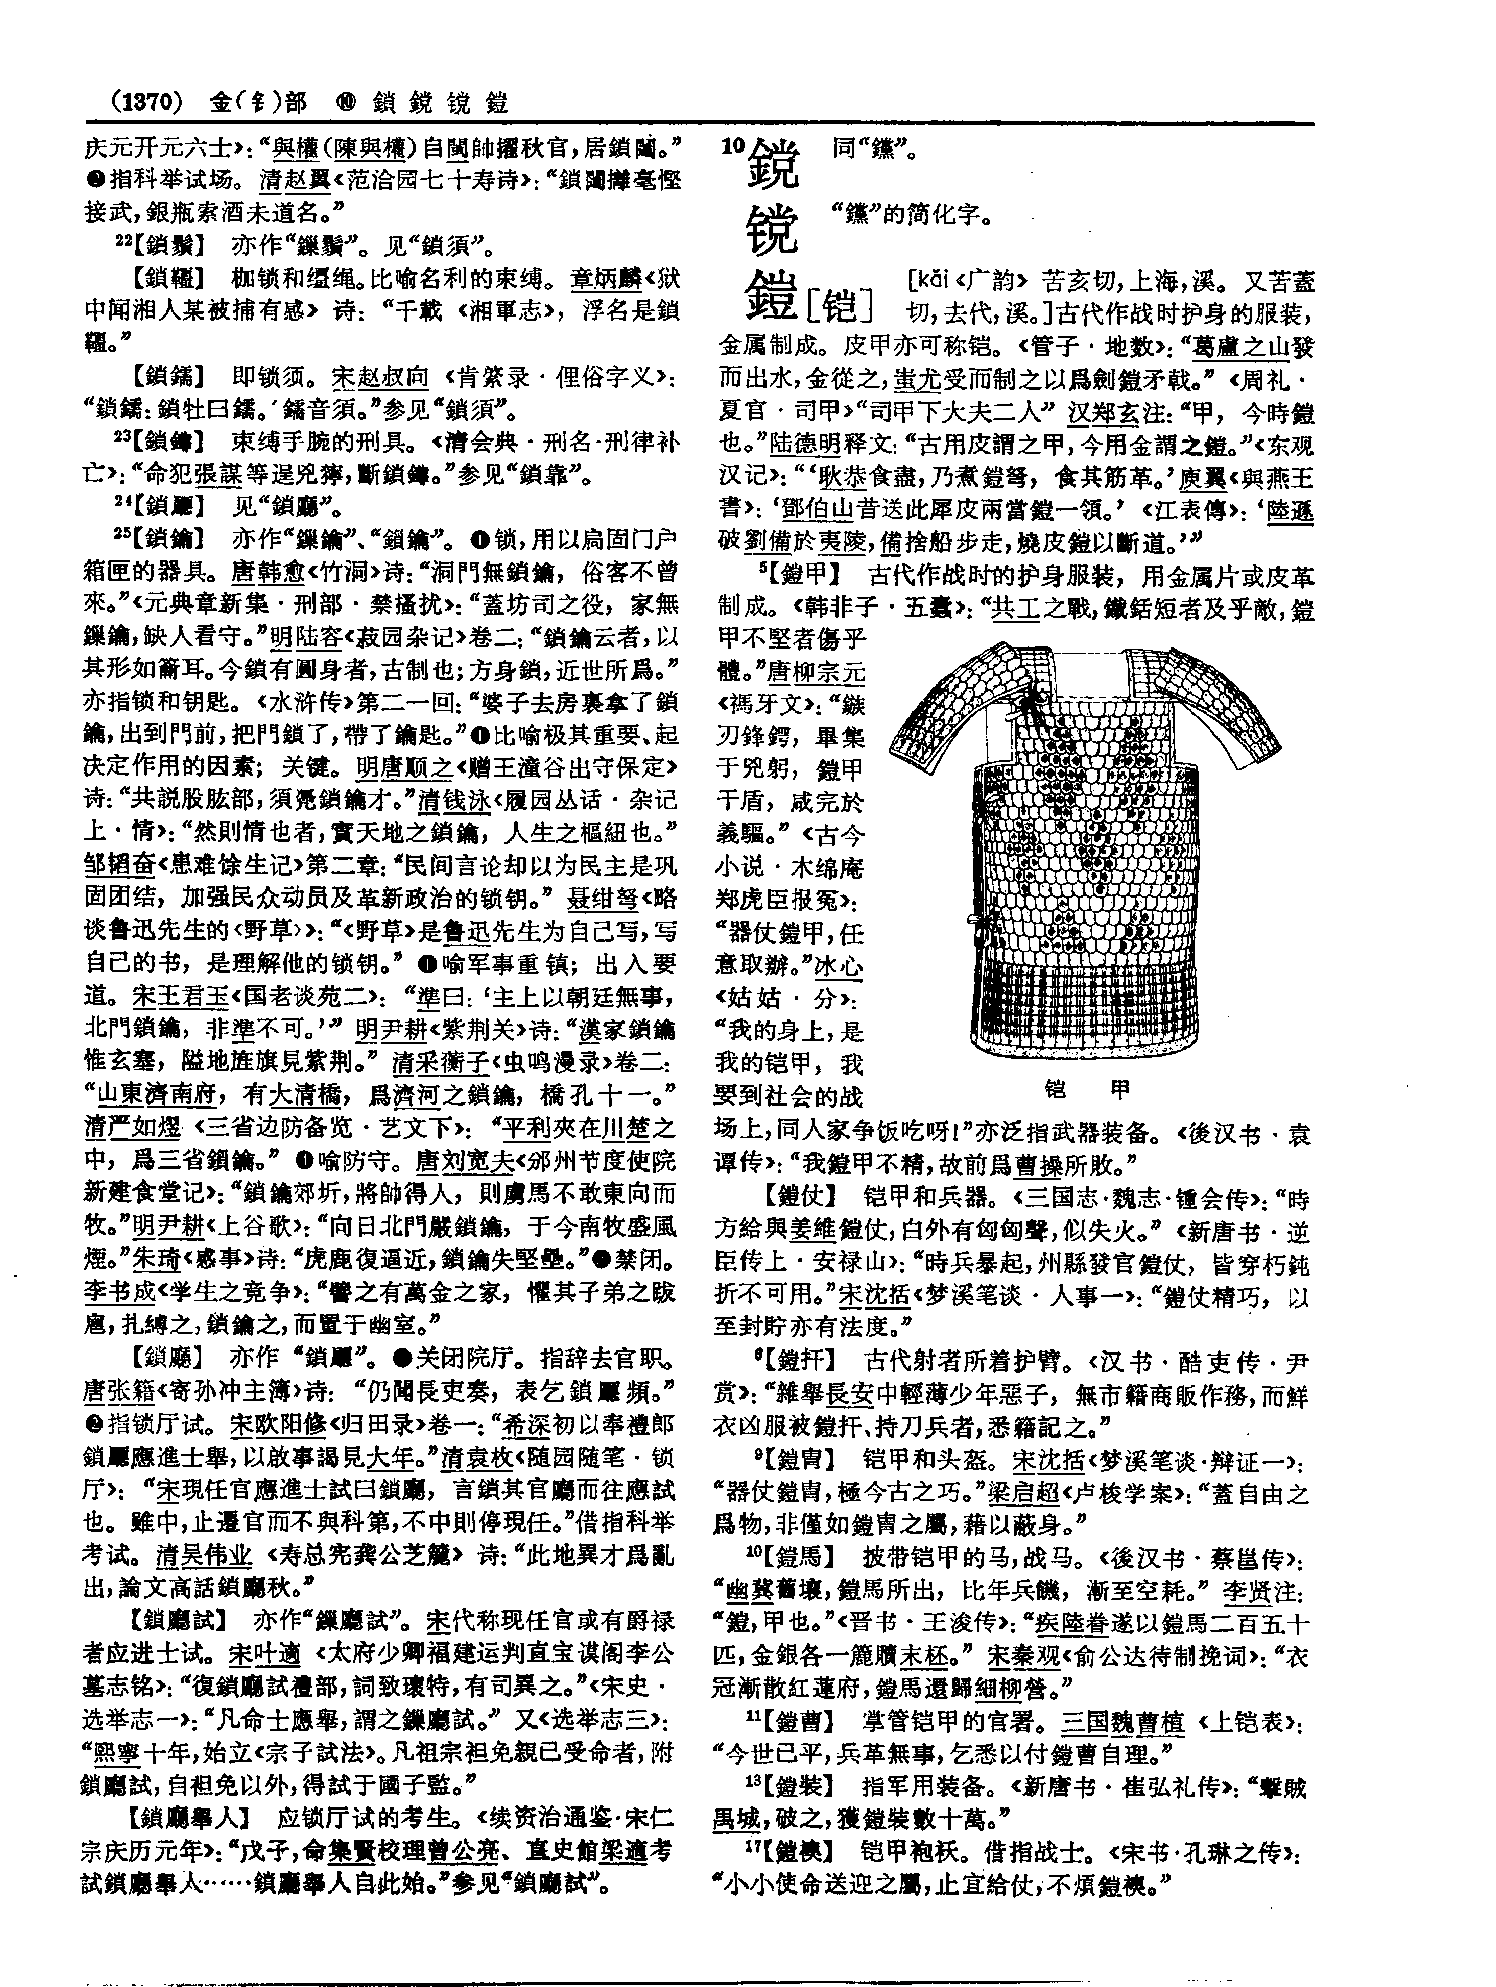 (1370) 金(钅)部 ⑩ 鎖 鎲 镋 鎧
庆元开元六士》:“與權(陳與權)自閩帥擢秋官,居鎖闥。”
❸指科举试场。清赵翼《范洽园七十寿诗》:“鎖闈攤毫慳
接武,銀瓶索酒未道名。”
22【鎖鬚】 亦作“鏁鬚”。见“鎖須”。
【鎖韁】 枷锁和缰绳。比喻名利的束缚。章炳麟《狱
中闻湘人某被捕有感》诗:“千載《湘軍志》,浮名是鎖
韁。”
【鎖鑐】 即锁须。宋赵叔向《肯綮录·俚俗字义》:
“鎖鑐:鎖牡曰鑐。鑐音須。”参见“鎖須”。
23【鎖鏲】 束缚手腕的刑具。《清会典·刑名·刑律补
亡》:“命犯張謀等逞兇獰,斷鎖鏲。”参见“鎖靠”。
24【鎖廳】 见“鎖廳”。
25【鎖鑰】 亦作“鏁鑰”、“鎻鑰”。❶锁,用以扃固门户
箱匣的器具。唐韩愈《竹洞》诗:“洞門無鎖鑰,俗客不曾
來。”《元典章新集·刑部·禁搔扰》:“蓋坊司之役,家無
鏁鑰,缺人看守。”明陆容《菽园杂记》卷二:“鎖鑰云者,以
其形如籥耳。今鎖有圓身者,古制也;方身鎖,近世所爲。”
亦指锁和钥匙。《水浒传》第二一回:“婆子去房裏拿了鎖
鑰,出到門前,把門鎖了,帶了鑰匙。”❷比喻极其重要、起
决定作用的因素;关键。明唐顺之《赠王潼谷出守保定》
诗:“共説股肱部,須凴鎖鑰才。”清钱泳《履园丛话·杂记
上·情》:“然則情也者,實天地之鎖鑰,人生之樞紐也。”
邹韬奋《患难馀生记》第二章:“民间言论却以为民主是巩
固团结,加强民众动员及革新政治的锁钥。”聂绀弩《略
谈鲁迅先生的〈野草〉》:“《野草》是鲁迅先生为自己写,写
自己的书,是理解他的锁钥。”❸喻军事重镇;出入要
道。宋王君玉《国老谈苑二》:“準曰:‘主上以朝廷無事,
北門鎖鑰,非準不可。’”明尹耕《紫荆关》诗:“漢家鎖鑰
惟玄塞,隘地旌旗見紫荆。”清采蘅子《虫鸣漫录》卷二:
“山東濟南府,有大清橋,爲濟河之鎖鑰,橋孔十一。”
清严如熤《三省边防备览·艺文下》:“平利夾在川楚之
中,爲三省鎖鑰。”❹喻防守。唐刘宽夫《邠州节度使院
新建食堂记》:“鎖鑰郊圻,將帥得人,則虜馬不敢東向而
牧。”明尹耕《上谷歌》:“向日北門嚴鎖鑰,于今南牧盛風
煙。”朱琦《感事》诗:“虎鹿復逼近,鎖鑰失堅壘。”❺禁闭。
李书成《学生之竞争》:“譬之有萬金之家,懼其子弟之跋
扈,扎縛之,鎖鑰之,而置于幽室。”
【鎖廳】 亦作“鎖廳”。❶关闭院厅。指辞去官职。
唐张籍《寄孙冲主簿》诗:“仍聞長吏奏,表乞鎖廳頻。”
❷指锁厅试。宋欧阳修《归田录》卷一:“希深初以奉禮郎
鎖廳應進士舉,以啟事謁見大年。”清袁枚《随园随笔·锁
厅》:“宋現任官應進士試曰鎖廳,言鎖其官廳而往應試
也。雖中,止遷官而不與科第,不中則停現任。”借指科举
考试。清吴伟业《寿总宪龚公芝麓》诗:“此地異才爲亂
出,論文高話鎖廳秋。”
【鎖廳試】 亦作“鏁廳試”。宋代称现任官或有爵禄
者应进士试。宋叶適《太府少卿福建运判直宝谟阁李公
墓志铭》:“復鎖廳試禮部,詞致瓌特,有司異之。”《宋史·
选举志一》:“凡命士應舉,謂之鏁廳試。”又《选举志三》:
“熙寧十年,始立《宗子試法》。凡祖宗袒免親已受命者,附
鎖廳試,自袒免以外,得試于國子監。”
【鎖廳舉人】 应锁厅试的考生。《续资治通鉴·宋仁
宗庆历元年》:“戊子,命集賢校理曾公亮、直史館梁適考
試鎖廳舉人……鎖廳舉人自此始。”参见“鎖廳試”。
10鎲 同“钂”。
镋 “钂”的简化字。
鎧[铠] [kǎi《广韵》苦亥切,上海,溪。又苦蓋
切,去代,溪。]古代作战时护身的服装,
金属制成。皮甲亦可称铠。《管子·地数》:“葛盧之山發
而出水,金從之,蚩尤受而制之以爲劍鎧矛戟。”《周礼·
夏官·司甲》“司甲下大夫二人”汉郑玄注:“甲,今時鎧
也。”陆德明释文:“古用皮謂之甲,今用金謂之鎧。”《东观
汉记》:“‘耿恭食盡,乃煮鎧弩,食其筋革。’庾翼《與燕王
書》:‘鄧伯山昔送此犀皮兩當鎧一領。’《江表傳》:‘陸遜
破劉備於夷陵,備捨船步走,燒皮鎧以斷道。’”
5【鎧甲】 古代作战时的护身服装,用金属片或皮革
制成。《韩非子·五蠹》:“共工之戰,鐵銛短者及乎敵,鎧
甲不堅者傷乎
體。”唐柳宗元
《禡牙文》:“鏃
刃鋒鍔,畢集
于兇躬,鎧甲
干盾,咸完於
義軀。”《古今
小说·木绵庵
郑虎臣报冤》:
“器仗鎧甲,任
意取辦。”冰心
《姑姑·分》:
“我的身上,是
我的铠甲,我
要到社会的战
铠 甲
场上,同人家争饭吃呀!”亦泛指武器装备。《後汉书·袁
谭传》:“我鎧甲不精,故前爲曹操所敗。”
【鎧仗】 铠甲和兵器。《三国志·魏志·锺会传》:“時
方給與姜維鎧仗,白外有匈匈聲,似失火。”《新唐书·逆
臣传上·安禄山》:“時兵暴起,州縣發官鎧仗,皆穿朽鈍
折不可用。”宋沈括《梦溪笔谈·人事一》:“鎧仗精巧,以
至封貯亦有法度。”
6【鎧扞】 古代射者所着护臂。《汉书·酷吏传·尹
赏》:“雜舉長安中輕薄少年惡子,無市籍商販作務,而鮮
衣凶服被鎧扞、持刀兵者,悉籍記之。”
9【鎧胄】 铠甲和头盔。宋沈括《梦溪笔谈·辩证一》:
“器仗鎧胄,極今古之巧。”梁启超《卢梭学案》:“蓋自由之
爲物,非僅如鎧胄之屬,藉以蔽身。”
10【鎧馬】 披带铠甲的马,战马。《後汉书·蔡邕传》:
“幽冀舊壤,鎧馬所出,比年兵饑,漸至空耗。”李贤注:
“鎧,甲也。”《晋书·王浚传》:“疾陸眷遂以鎧馬二百五十
匹,金銀各一簏贖末柸。”宋秦观《俞公达待制挽词》:“衣
冠漸散紅蓮府,鎧馬還歸細柳營。”
11【鎧曹】 掌管铠甲的官署。三国魏曹植《上铠表》:
“今世已平,兵革無事,乞悉以付鎧曹自理。”
13【鎧裝】 指军用装备。《新唐书·崔弘礼传》:“擊賊
禹城,破之,獲鎧裝數十萬。”
17【鎧襖】 铠甲袍袄。借指战士。《宋书·孔琳之传》:
“小小使命送迎之屬,止宜給仗,不煩鎧襖。”